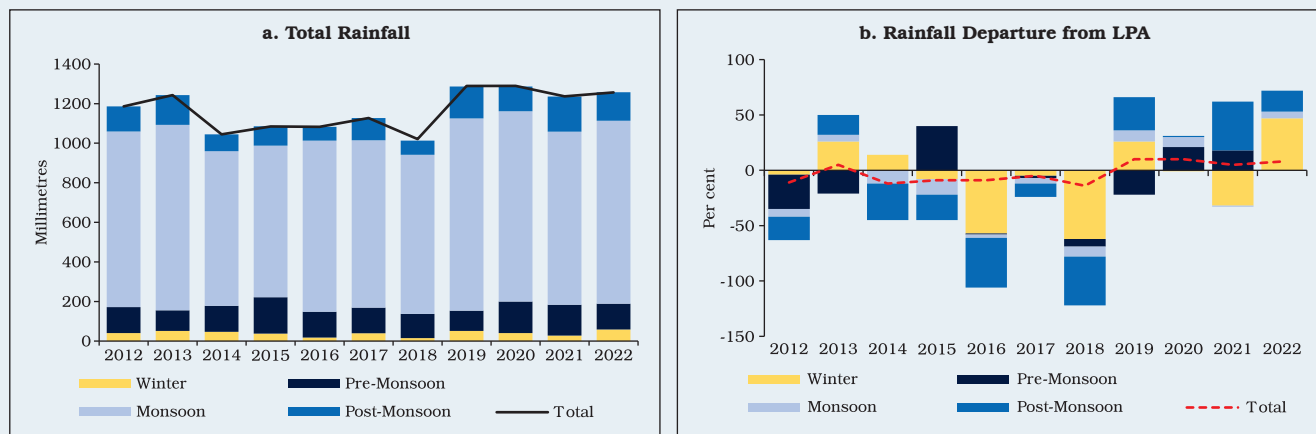 a. Total Rainfall
Millimetres
1400
1200
1000
800
600
400
200
0
2012 2013 2014 2015 2016 2017 2018 2019 2020 2021 2022
Winter Pre-Monsoon
Monsoon Post-Monsoon Total
b. Rainfall Departure from LPA
Per cent
100
50
0
-50
-100
-150
2012 2013 2014 2015 2016 2017 2018 2019 2020 2021 2022
Winter Pre-Monsoon
Monsoon Post-Monsoon Total